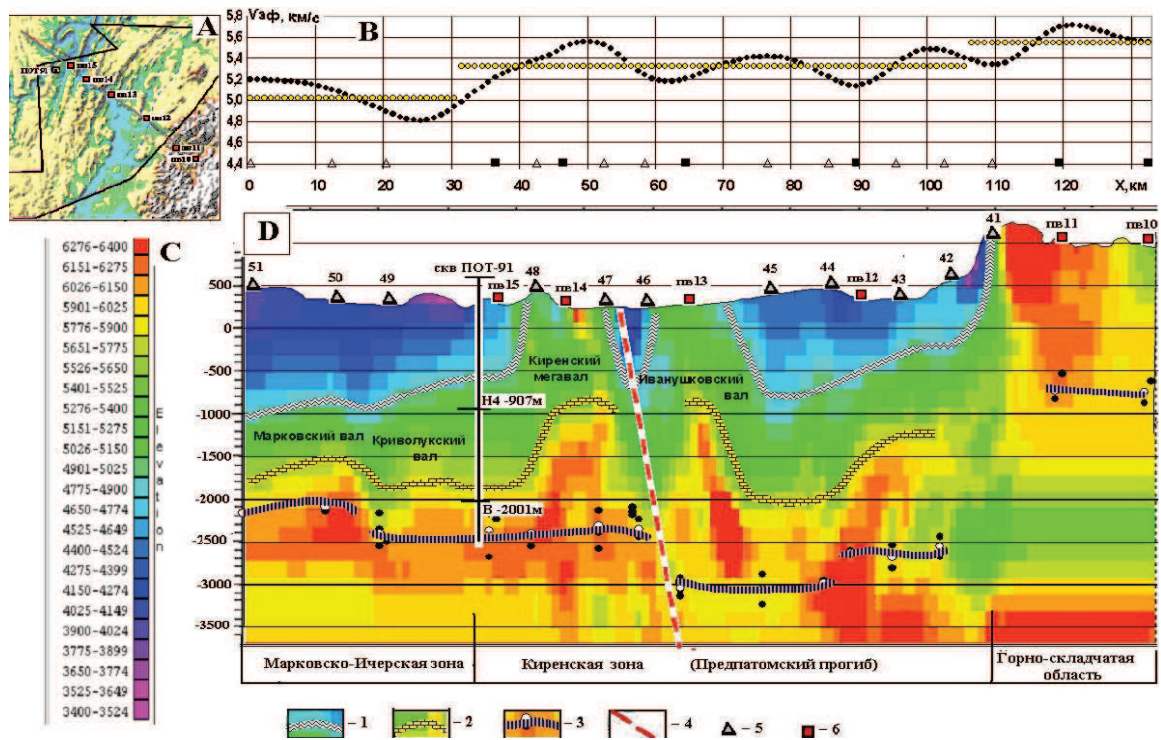 A
ПОТ-91
пв15
пв14
пв13
пв12
пв11
пв10
Vэф, км/с
B
5,8
5,6
5,4
5,2
5,0
4,8
4,6
4,4
0 10 20 30 40 50 60 70 80 90 100 110 120 X, км
C
6276-6400
6151-6275
6026-6150
5901-6025
5776-5900
5651-5775
5526-5650
5401-5525
5276-5400
5151-5275
5026-5150
4901-5025
4775-4900
4650-4774
4525-4649
4400-4524
4275-4399
4150-4274
4025-4149
3900-4024
3775-3899
3650-3774
3525-3649
3400-3524
Elevation
D
500
0
-500
-1000
-1500
-2000
-2500
-3000
-3500
51 50 49 скв ПОТ-91 48 47 46 45 44 43 42 41
пв15 пв14 пв13 пв12 пв11 пв10
Киренский
мегавал
Иванушковский
вал
Н4 -907м
Марковский вал
Криволукский
вал
В -2001м
Марковско-Ичерская зона
Киренская зона
(Предпатомский прогиб)
Горно-складчатая
область
- 1
- 2
- 3
- 4
- 5
- 6